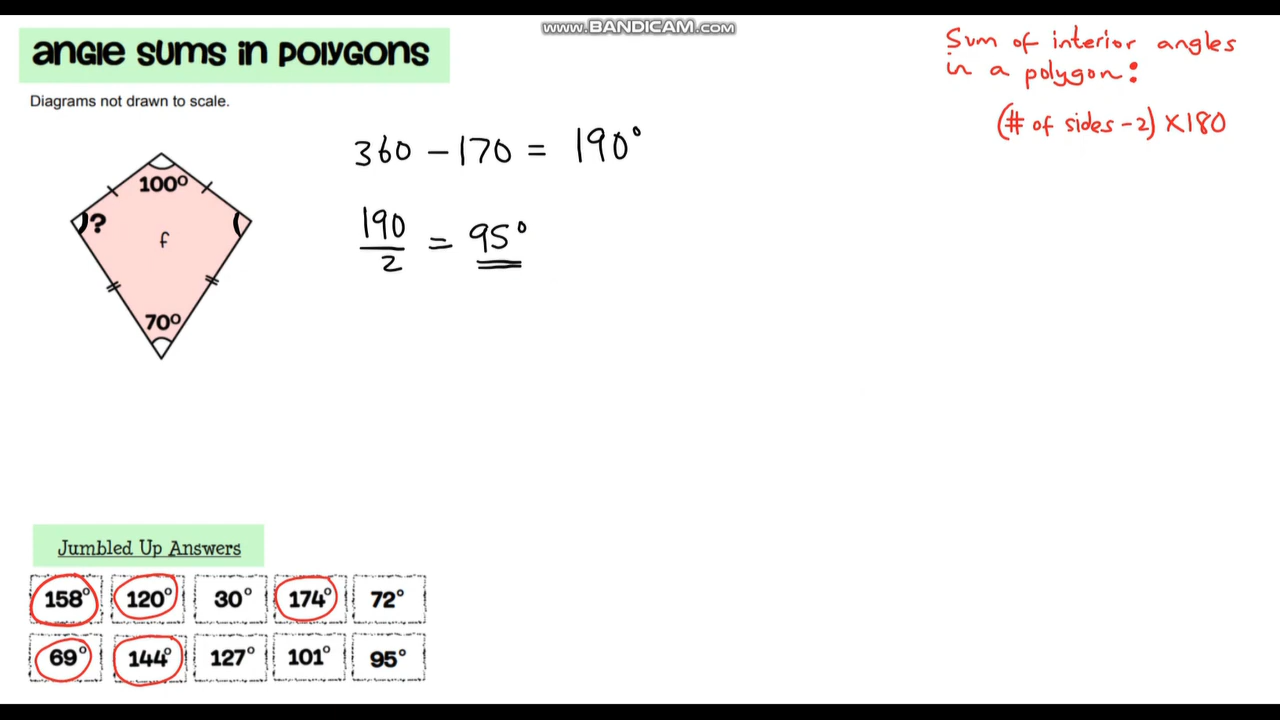 www.BANDICAM.com
Angle Sums in Polygons
Sum of interior angles
in a polygon:
(# of sides - 2) × 180
Diagrams not drawn to scale.
360 - 170 = 190°
190/2 = 95°
100°
?
f
70°
Jumbled Up Answers
158° 120° 30° 174° 72°
69° 144° 127° 101° 95°